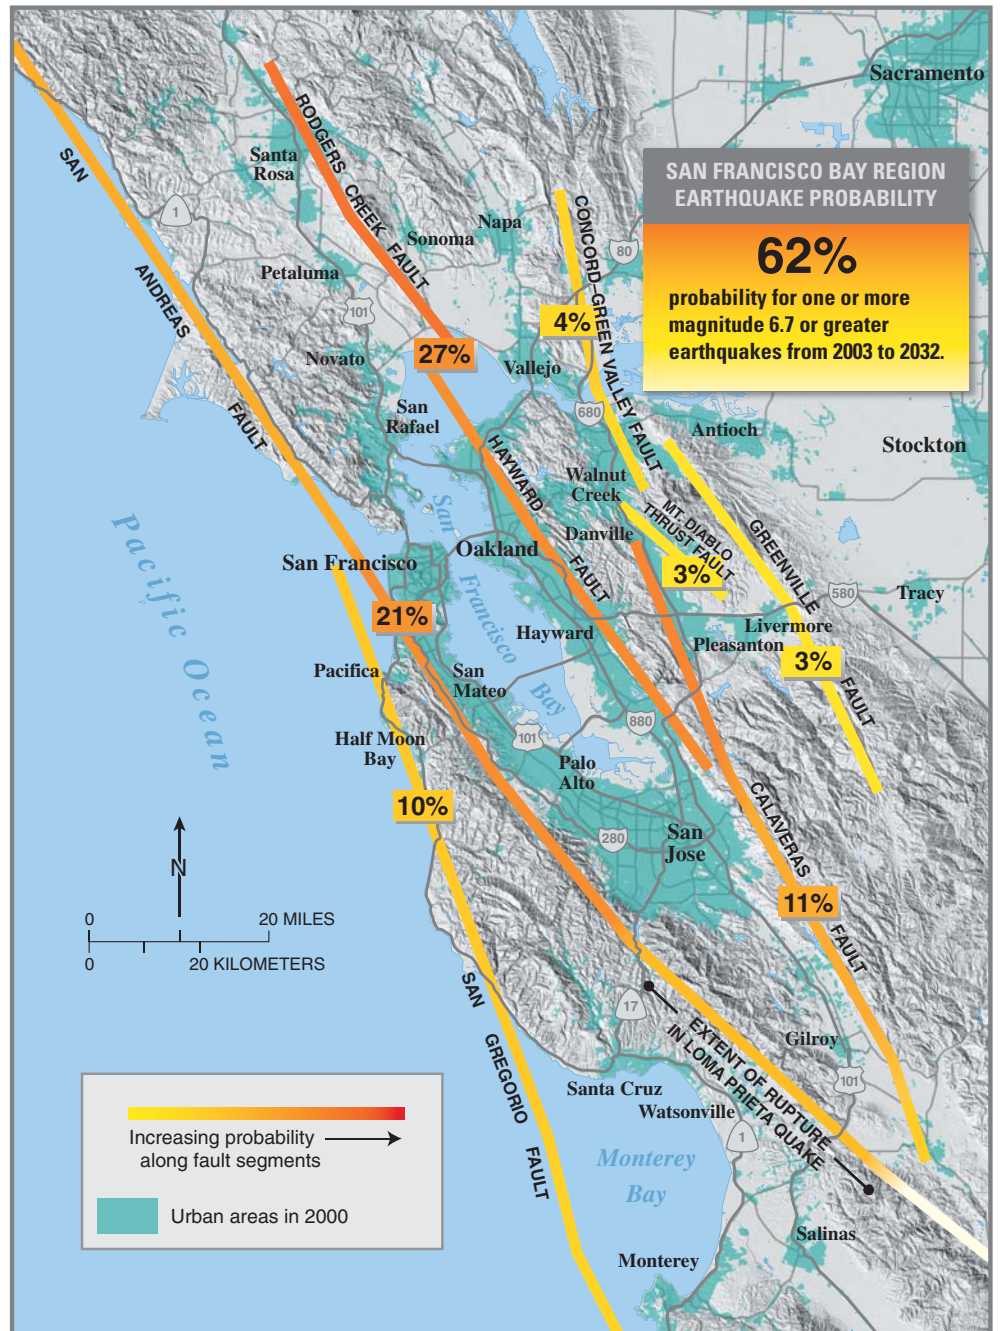 Sacramento
SAN FRANCISCO BAY REGION
EARTHQUAKE PROBABILITY
62%
probability for one or more
magnitude 6.7 or greater
earthquakes from 2003 to 2032.
SAN ANDREAS FAULT
RODGERS CREEK FAULT
CONCORD–GREEN VALLEY FAULT
Santa
Rosa
1
Napa
Sonoma
80
Petaluma
101
4%
27%
Novato
Vallejo
San
Rafael
680
Antioch
Stockton
HAYWARD FAULT
Walnut
Creek
MT. DIABLO
THRUST FAULT
GREENVILLE FAULT
Danville
Oakland
San Francisco
3%
580
Tracy
Pacific Ocean
San Francisco Bay
21%
Hayward
Livermore
Pleasanton
3%
Pacifica
San
Mateo
880
101
Half Moon
Bay
Palo
Alto
10%
280
San
Jose
CALAVERAS FAULT
11%
N
0
20 MILES
0
20 KILOMETERS
SAN GREGORIO FAULT
17
EXTENT OF RUPTURE
IN LOMA PRIETA QUAKE
Gilroy
101
Santa Cruz
Watsonville
1
Monterey
Bay
Salinas
Monterey
Increasing probability
along fault segments
Urban areas in 2000